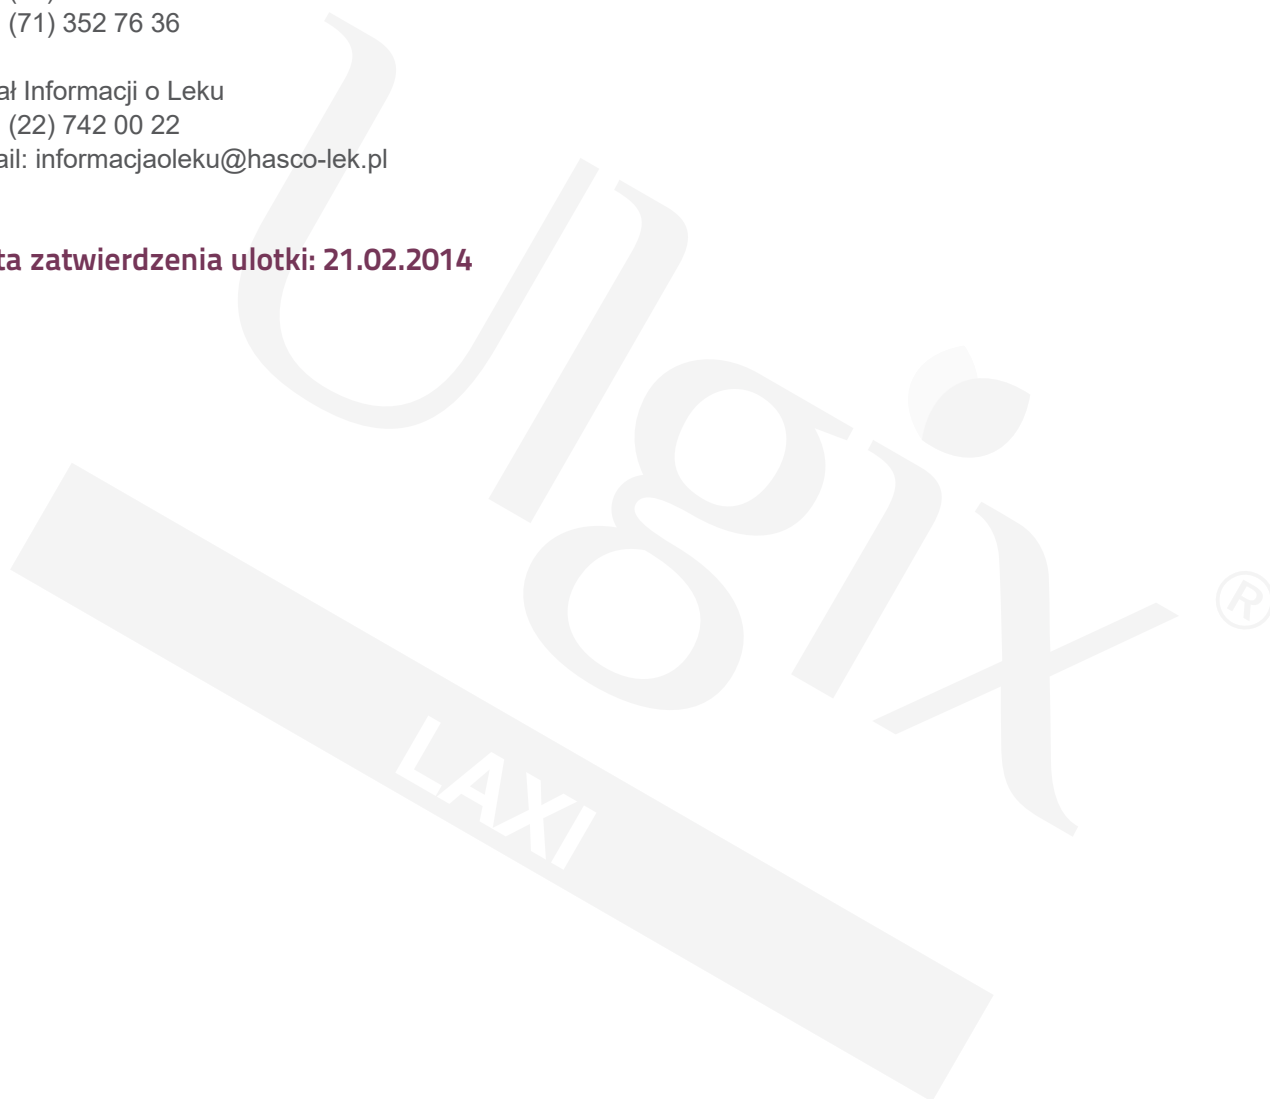 (71) 352 76 36
ał Informacji o Leku
(22) 742 00 22
ail: informacjaoleku@hasco-lek.pl
ta zatwierdzenia ulotki: 21.02.2014
Ulgix ®
LAXI